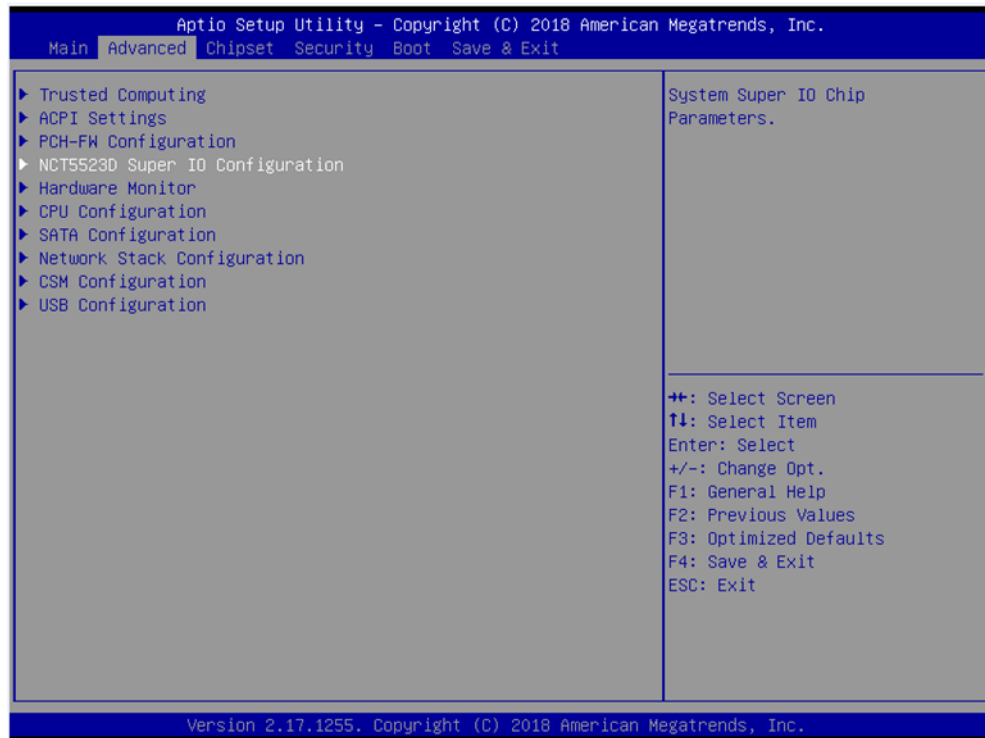 Aptio Setup Utility – Copyright (C) 2018 American Megatrends, Inc.
Main Advanced Chipset Security Boot Save & Exit
▶ Trusted Computing
▶ ACPI Settings
▶ PCH-FW Configuration
▶ NCT5523D Super IO Configuration
▶ Hardware Monitor
▶ CPU Configuration
▶ SATA Configuration
▶ Network Stack Configuration
▶ CSM Configuration
▶ USB Configuration
System Super IO Chip
Parameters.
→←: Select Screen
↑↓: Select Item
Enter: Select
+/-: Change Opt.
F1: General Help
F2: Previous Values
F3: Optimized Defaults
F4: Save & Exit
ESC: Exit
Version 2.17.1255. Copyright (C) 2018 American Megatrends, Inc.